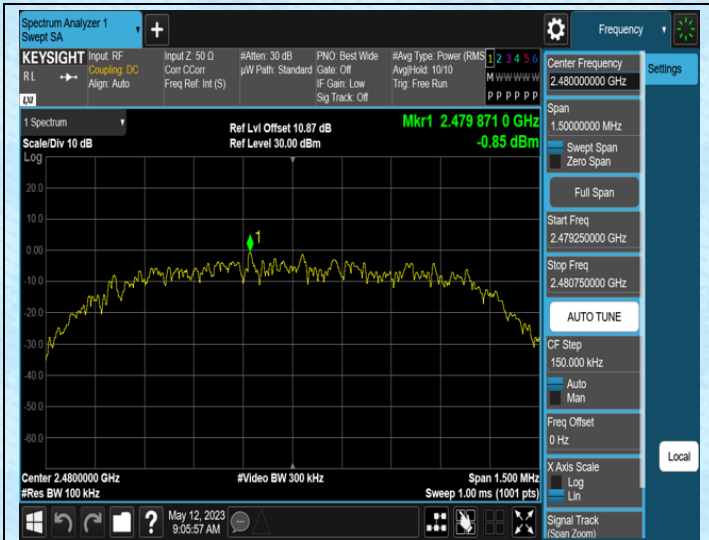 Spectrum Analyzer 1
Swept SA
+
Frequency
KEYSIGHT
RL
LXI
Input: RF
Coupling: DC
Align: Auto
Input Z: 50 Ω
Corr CCorr
Freq Ref: Int (S)
#Atten: 30 dB
µW Path: Standard
PNO: Best Wide
Gate: Off
IF Gain: Low
Sig Track: Off
#Avg Type: Power (RMS
Avg|Hold: 10/10
Trig: Free Run
1 2 3 4 5 6
M W W W W W
P P P P P P
1 Spectrum
Scale/Div 10 dB
Ref Lvl Offset 10.87 dB
Ref Level 30.00 dBm
Mkr1 2.479 871 0 GHz
-0.85 dBm
Log
20.0
10.0
0.00
-10.0
-20.0
-30.0
-40.0
-50.0
-60.0
1
Center 2.4800000 GHz
#Res BW 100 kHz
#Video BW 300 kHz
Span 1.500 MHz
Sweep 1.00 ms (1001 pts)
?
May 12, 2023
9:05:57 AM
Center Frequency
2.480000000 GHz
Span
1.50000000 MHz
Swept Span
Zero Span
Full Span
Start Freq
2.479250000 GHz
Stop Freq
2.480750000 GHz
AUTO TUNE
CF Step
150.000 kHz
Auto
Man
Freq Offset
0 Hz
X Axis Scale
Log
Lin
Signal Track
(Span Zoom)
Settings
Local